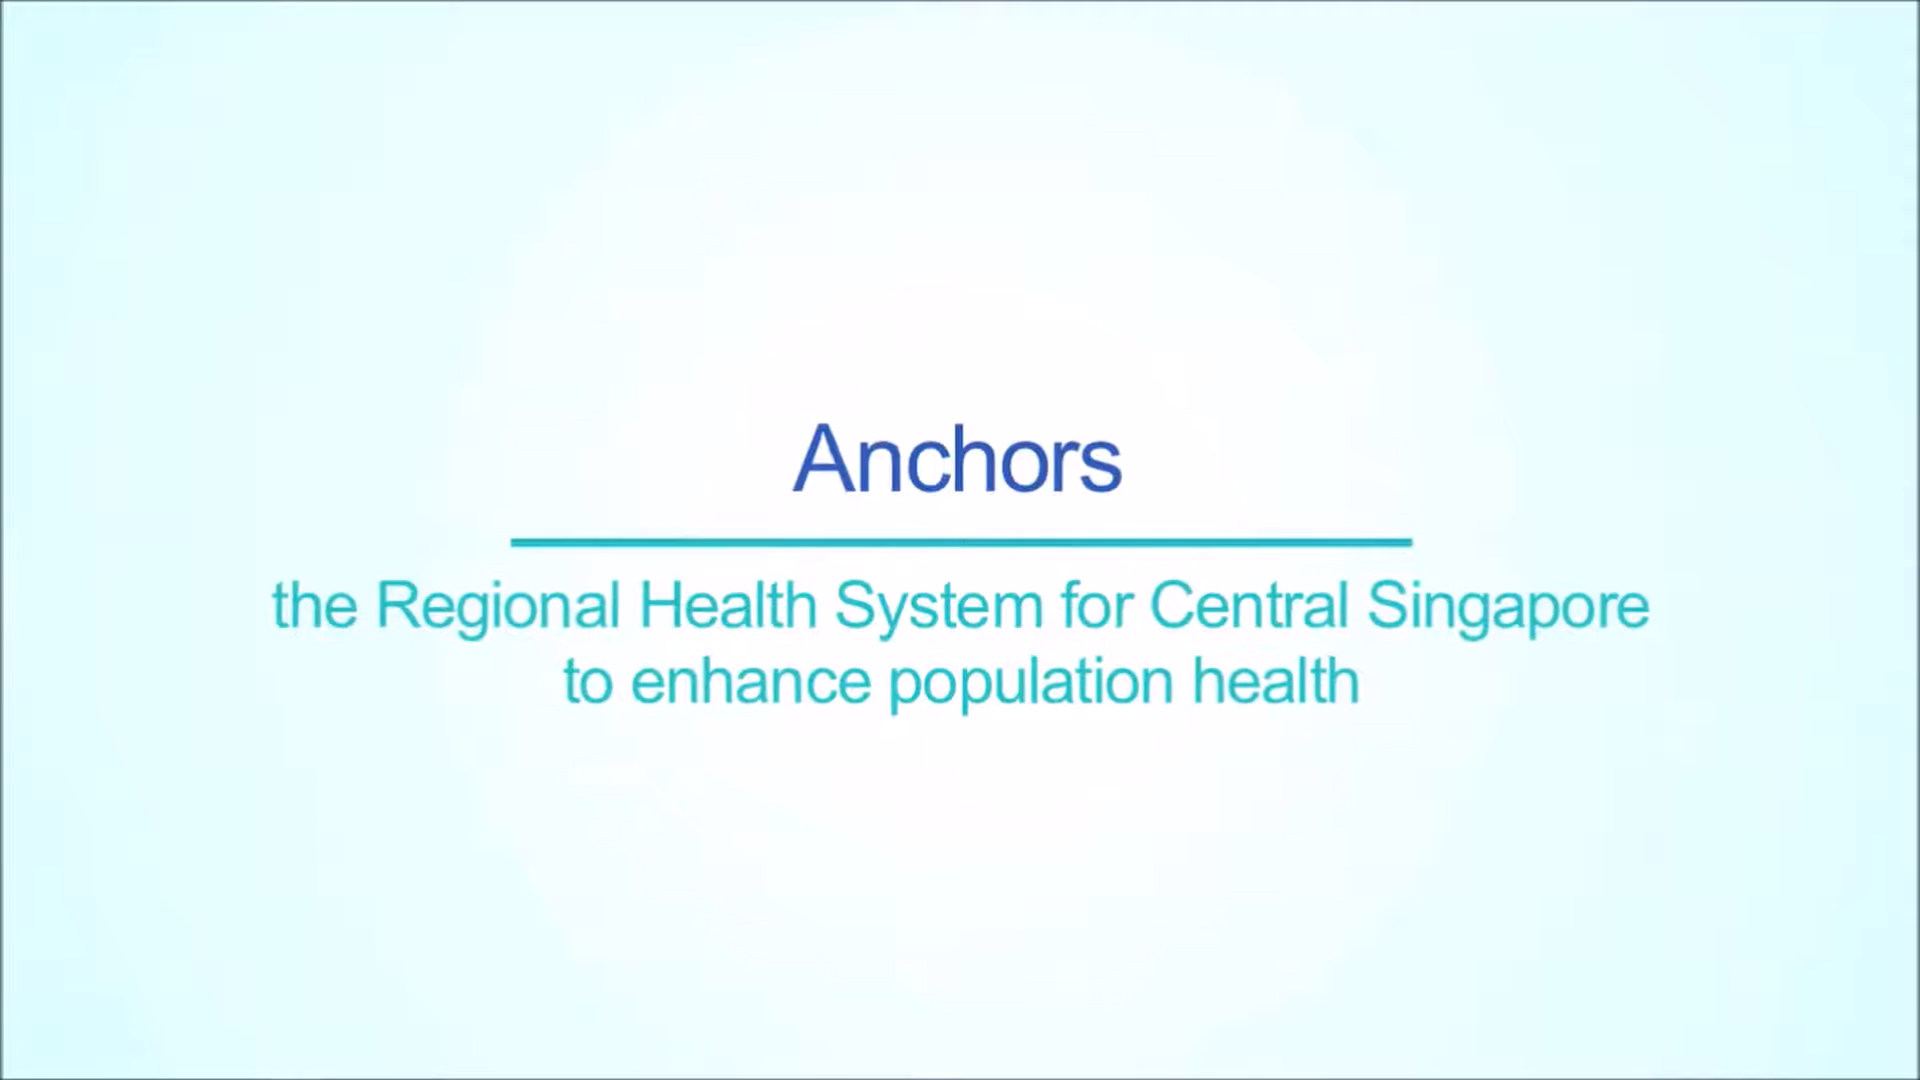 Anchors
the Regional Health System for Central Singapore
to enhance population health